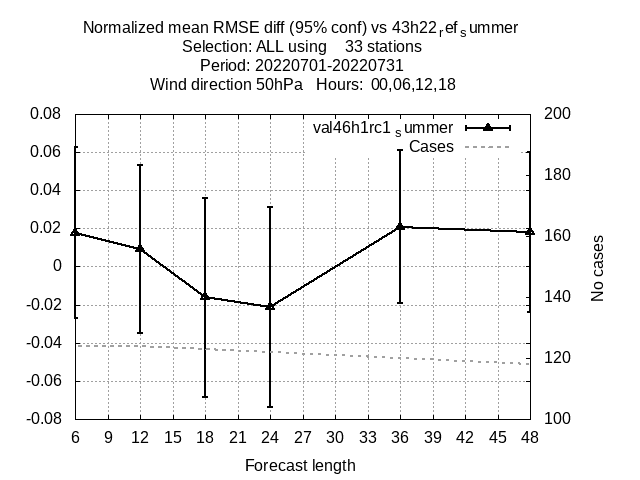 Normalized mean RMSE diff (95% conf) vs 43h22ᵣefₛummer
Selection: ALL using 33 stations
Period: 20220701-20220731
Wind direction 50hPa Hours: 00,06,12,18
val46h1rc1ₛummer
Cases
0.08
0.06
0.04
0.02
0
-0.02
-0.04
-0.06
-0.08
200
180
160
140
120
100
No cases
6 9 12 15 18 21 24 27 30 33 36 39 42 45 48
Forecast length